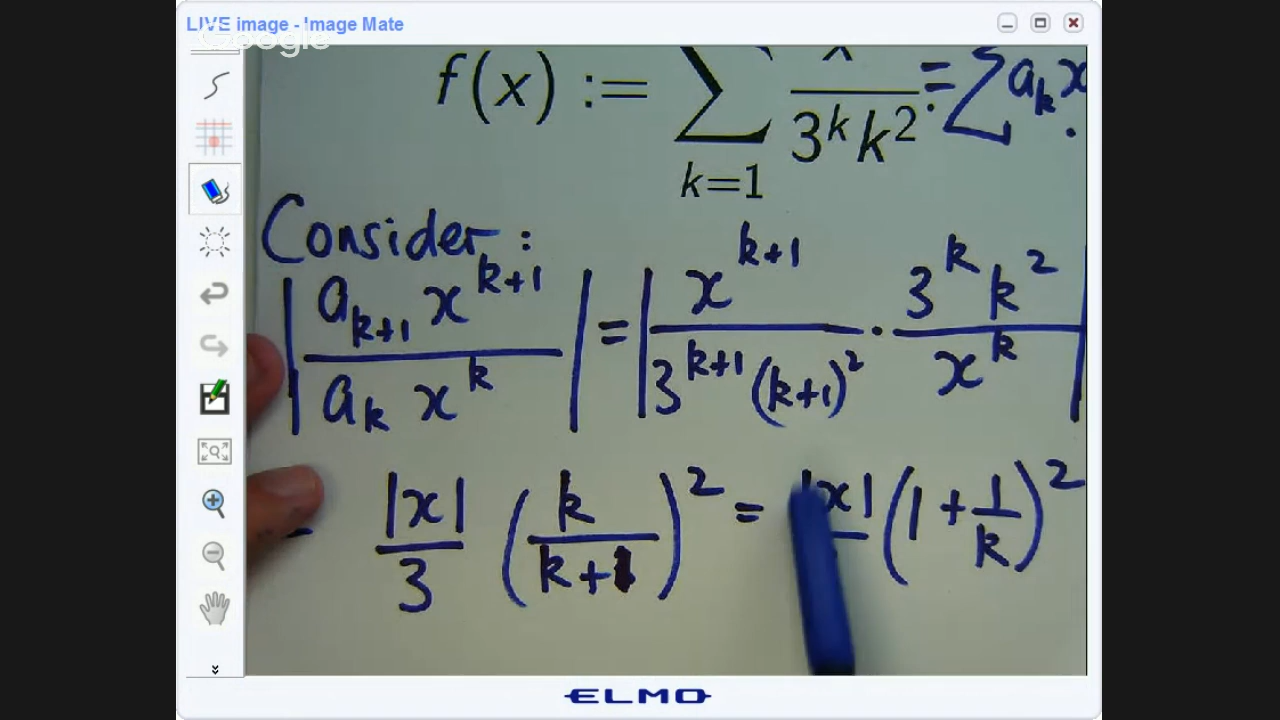 LIVE image - Image Mate
Google
f(x) := ∑ / 3^k k^2 = ∑ a_k x
k=1
Consider :
| a_{k+1} x^{k+1} / a_k x^k | = | x^{k+1} / 3^{k+1} (k+1)^2 · 3^k k^2 / x^k |
|x| / 3 ( k / k+1 )^2 = |x| ( 1 + 1/k )^2
ELMO